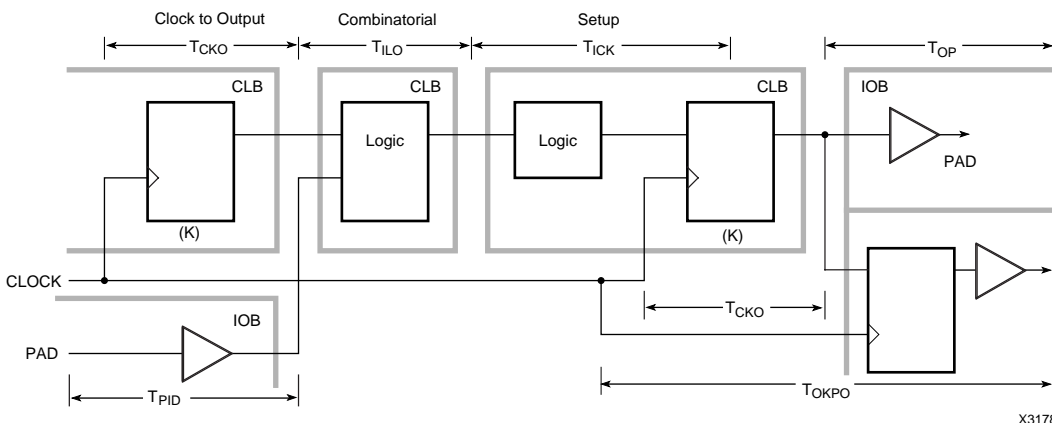 Clock to Output
Combinatorial
Setup
TCKO
TILO
TICK
TOP
CLB
CLB
CLB
IOB
Logic
Logic
PAD
(K)
(K)
CLOCK
TCKO
IOB
PAD
TPID
TOKPO
X3178